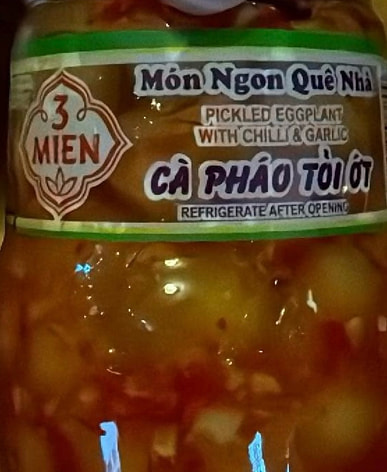 3
MIEN
Món Ngon Quê Nhà
PICKLED EGGPLANT
WITH CHILLI & GARLIC
CÀ PHÁO TỎI ỚT
REFRIGERATE AFTER OPENING